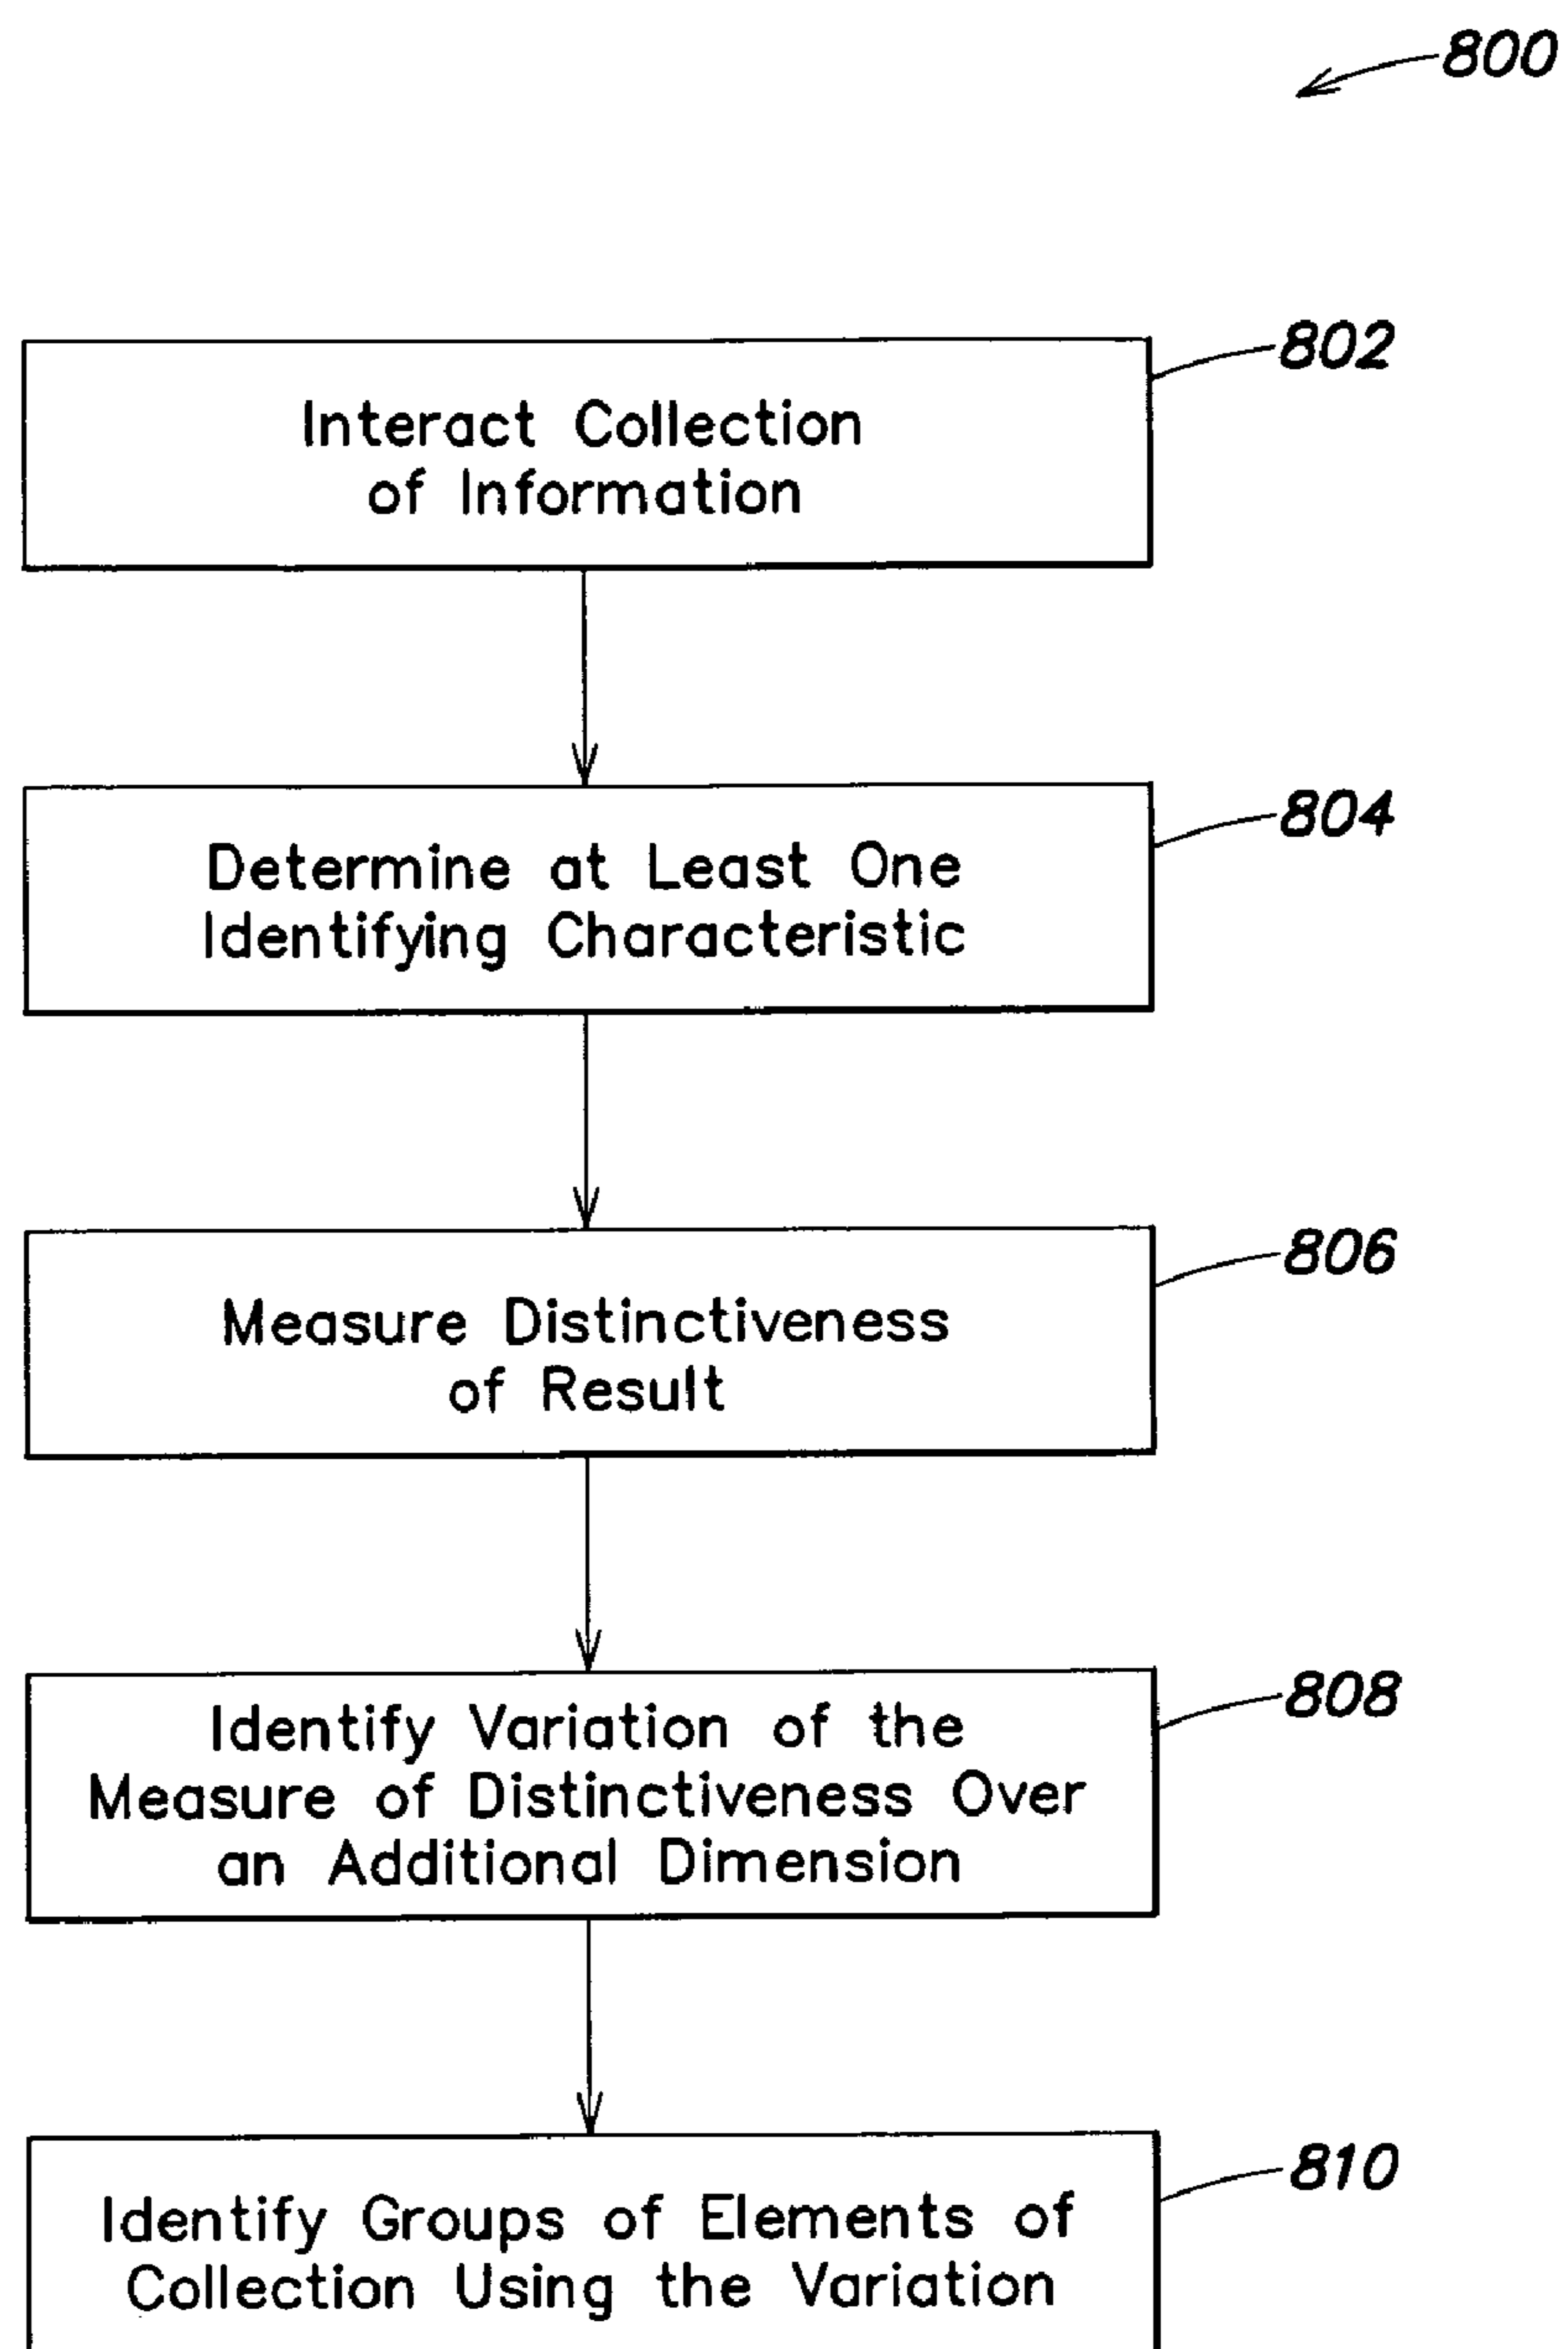 800
802
Interact Collection
of Information
804
Determine at Least One
Identifying Characteristic
806
Measure Distinctiveness
of Result
808
Identify Variation of the
Measure of Distinctiveness Over
an Additional Dimension
810
Identify Groups of Elements of
Collection Using the Variation